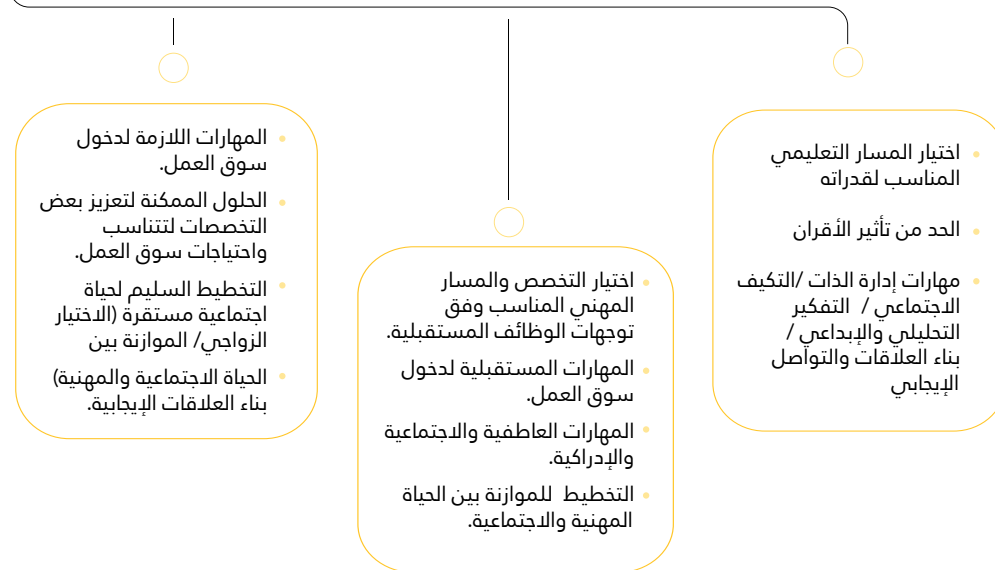 اختيار المسار التعليمي
المناسب لقدراته
الحد من تأثير الأقران
مهارات إدارة الذات /التكيف
الاجتماعي / التفكير
التحليلي والإبداعي /
بناء العلاقات والتواصل
الإيجابي
اختيار التخصص والمسار
المهني المناسب وفق
توجهات الوظائف المستقبلية.
المهارات المستقبلية لدخول
سوق العمل.
المهارات العاطفية والاجتماعية
والإدراكية.
التخطيط للموازنة بين الحياة
المهنية والاجتماعية.
المهارات اللازمة لدخول
سوق العمل.
الحلول الممكنة لتعزيز بعض
التخصصات لتتناسب
واحتياجات سوق العمل.
التخطيط السليم لحياة
اجتماعية مستقرة (الاختيار
الزواجي/ الموازنة بين
الحياة الاجتماعية والمهنية)
بناء العلاقات الإيجابية.